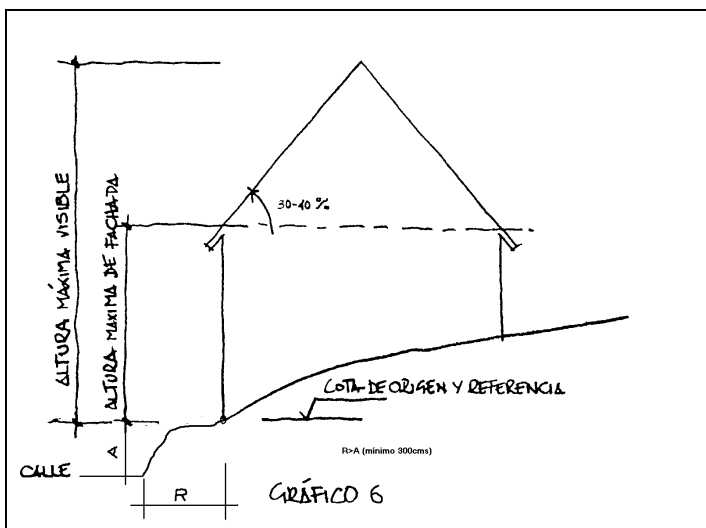 ALTURA MÁXIMA VISIBLE
ALTURA MAXIMA DE FACHADA
30-40 %
COTA DE ORIGEN Y REFERENCIA
A
R>A (mínimo 300cms)
CALLE
R
GRÁFICO 6